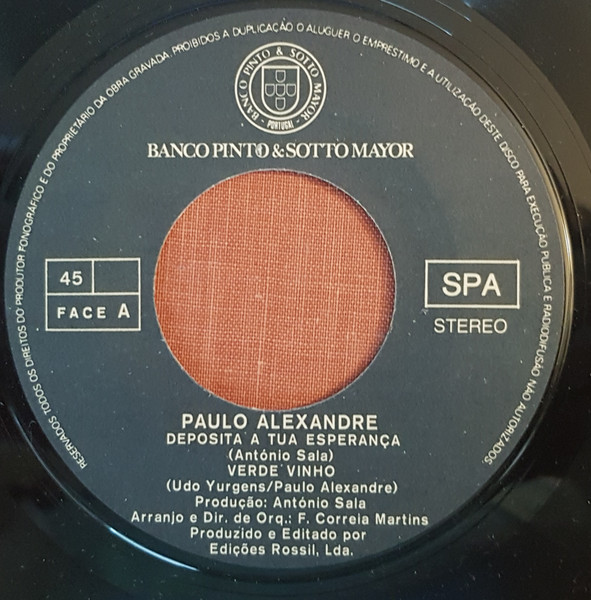 RESERVADOS TODOS OS DIREITOS DO PRODUTOR FONOGRÁFICO E DO PROPRIETÁRIO DA OBRA GRAVADA. PROIBIDOS A DUPLICAÇÃO O ALUGUER O EMPRESTIMO E A UTILIZAÇÃO DESTE DISCO PARA EXECUÇÃO PUBLICA E RADIODIFUSÃO NÃO AUTORIZADOS.
BANCO PINTO & SOTTO MAYOR
- PORTUGAL -
BANCO PINTO & SOTTO MAYOR
45
FACE A
SPA
STEREO
PAULO ALEXANDRE
DEPOSITA A TUA ESPERANÇA
(António Sala)
VERDE VINHO
(Udo Yurgens/Paulo Alexandre)
Produção: António Sala
Arranjo e Dir. de Orq.: F. Correia Martins
Produzido e Editado por
Edições Rossil, Lda.